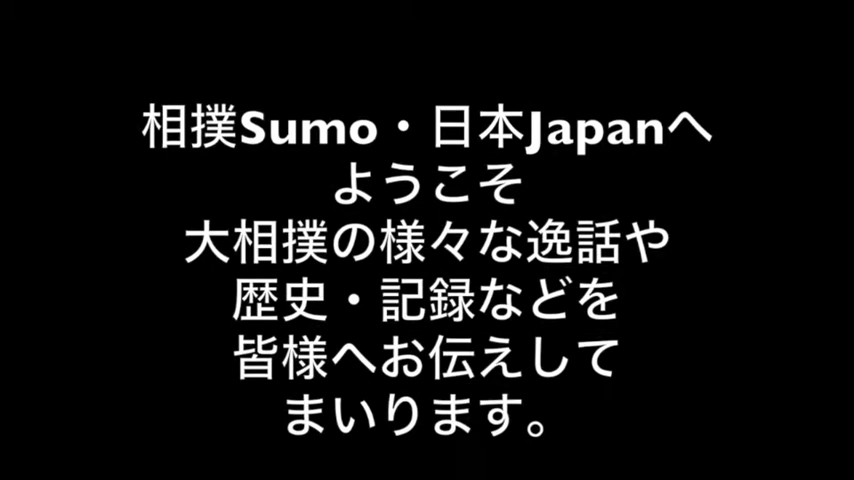 相撲Sumo・日本Japanへ
ようこそ
大相撲の様々な逸話や
歴史・記録などを
皆様へお伝えして
まいります。